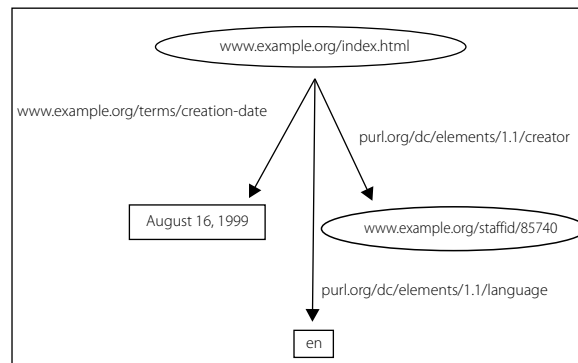 www.example.org/index.html
www.example.org/terms/creation-date
purl.org/dc/elements/1.1/creator
August 16, 1999
www.example.org/staffid/85740
purl.org/dc/elements/1.1/language
en